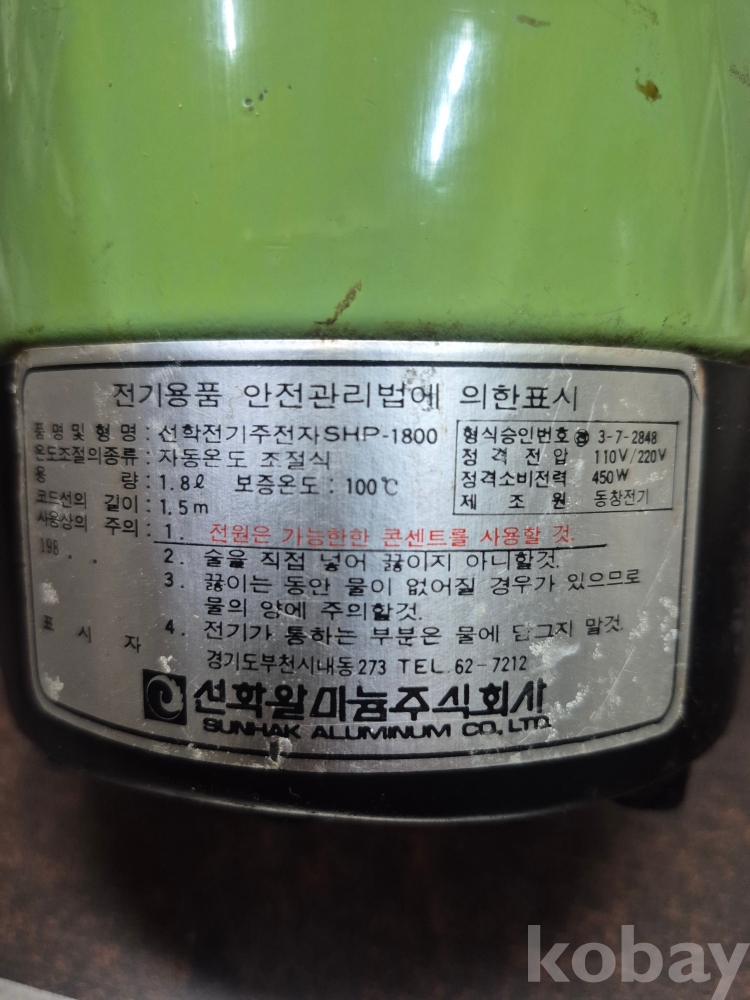 전기용품 안전관리법에 의한표시
품명및형명 : 선학전기주전자SHP-1800
온도조절의종류 : 자동온도 조절식
용량 : 1.8ℓ 보증온도 : 100℃
코드선의 길이 : 1.5m
사용상의 주의 : 1. 전원은 가능한한 콘센트를 사용할 것.
198 . .
2. 술을 직접 넣어 끓이지 아니할것.
3. 끓이는 동안 물이 없어질 경우가 있으므로
물의 양에 주의할것.
4. 전기가 통하는 부분은 물에 담그지 말것.
형식승인번호 3-7-2848
정격전압 110V/220V
정격소비전력 450W
제조원 동창전기
표시자
경기도부천시내동273 TEL. 62-7212
선학알미늄주식회사
SUNHAK ALUMINUM CO., LTD.
kobay